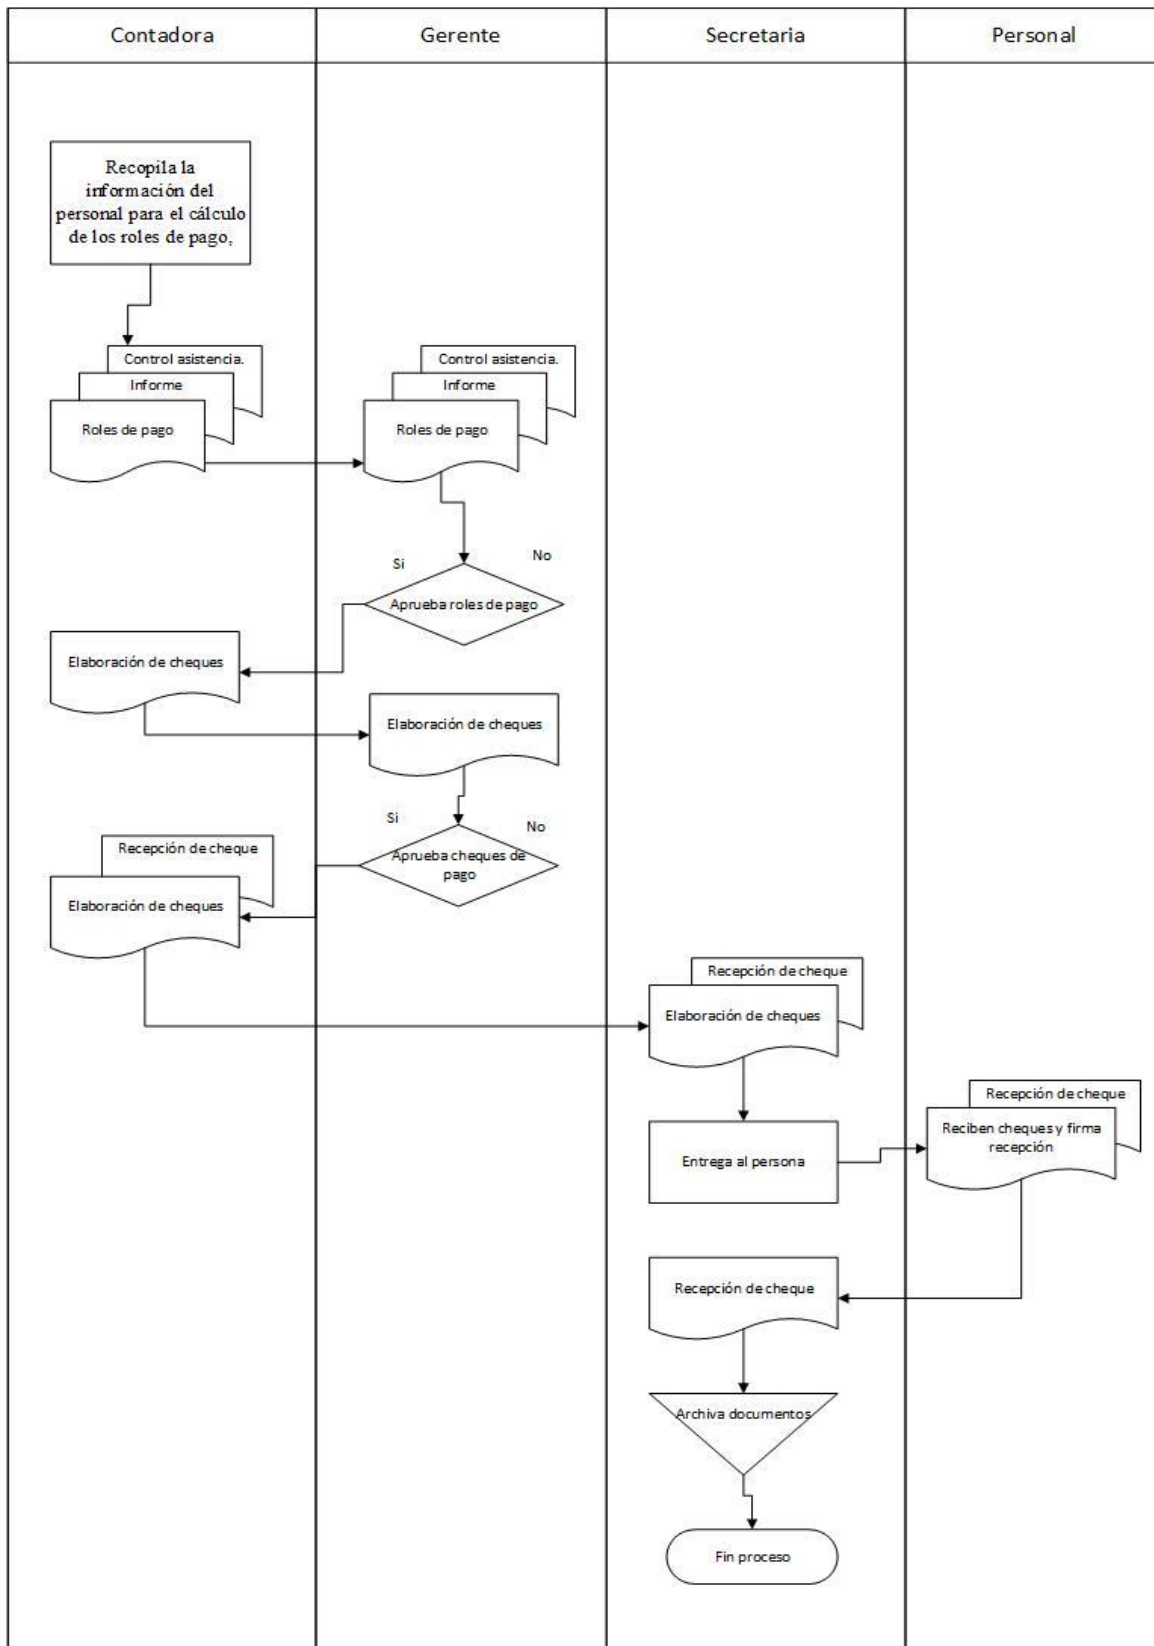 Contadora
Gerente
Secretaria
Personal
Recopila la
información del
personal para el cálculo
de los roles de pago,
Control asistencia.
Informe
Roles de pago
Control asistencia.
Informe
Roles de pago
Si
No
Aprueba roles de pago
Elaboración de cheques
Elaboración de cheques
Si
No
Aprueba cheques de
pago
Recepción de cheque
Elaboración de cheques
Recepción de cheque
Elaboración de cheques
Entrega al persona
Recepción de cheque
Reciben cheques y firma
recepción
Recepción de cheque
Archiva documentos
Fin proceso